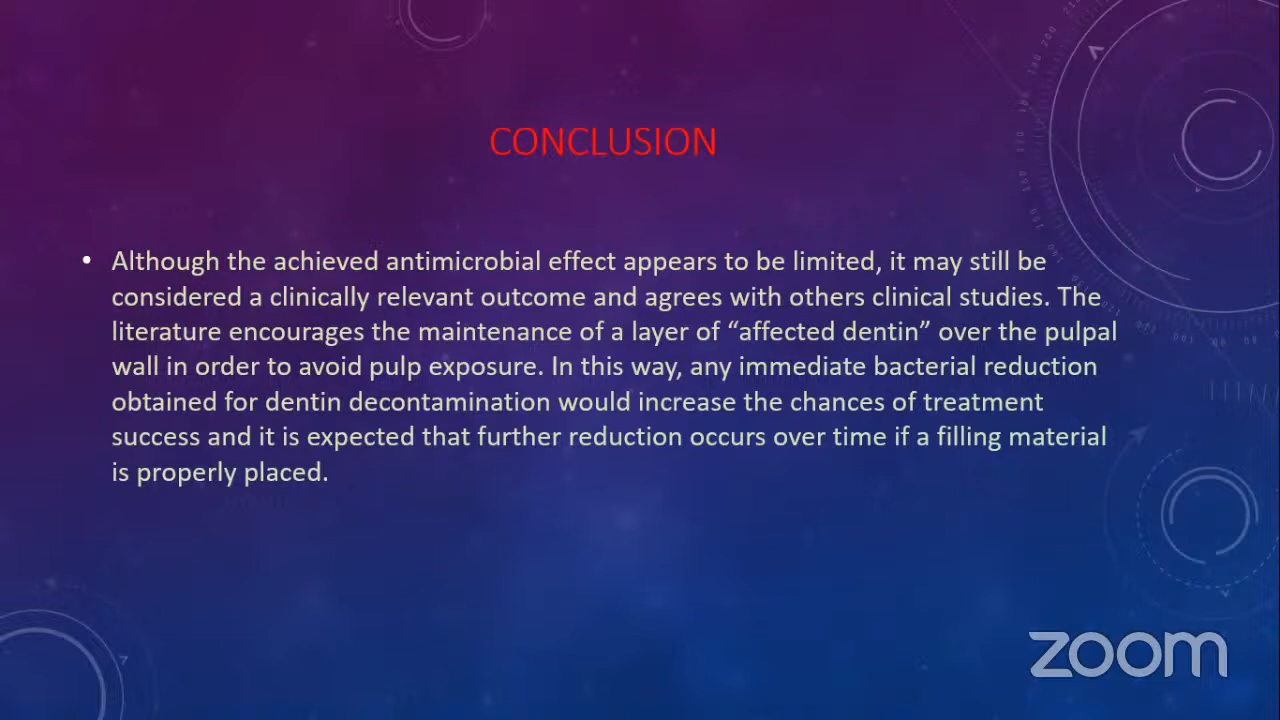 CONCLUSION
• Although the achieved antimicrobial effect appears to be limited, it may still be
considered a clinically relevant outcome and agrees with others clinical studies. The
literature encourages the maintenance of a layer of “affected dentin” over the pulpal
wall in order to avoid pulp exposure. In this way, any immediate bacterial reduction
obtained for dentin decontamination would increase the chances of treatment
success and it is expected that further reduction occurs over time if a filling material
is properly placed.
zoom